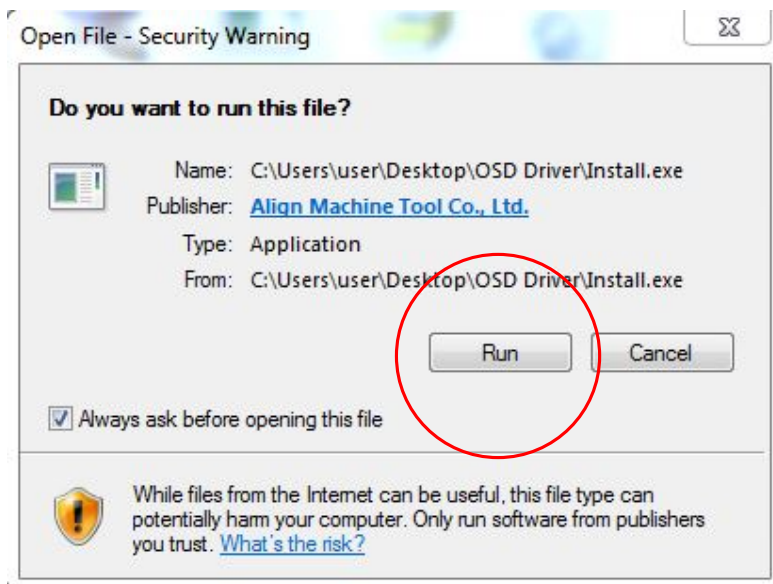 Open File - Security Warning
Do you want to run this file?
Name: C:\Users\user\Desktop\OSD Driver\Install.exe
Publisher: Align Machine Tool Co., Ltd.
Type: Application
From: C:\Users\user\Desktop\OSD Driver\Install.exe
Run Cancel
Always ask before opening this file
While files from the Internet can be useful, this file type can
potentially harm your computer. Only run software from publishers
you trust. What's the risk?